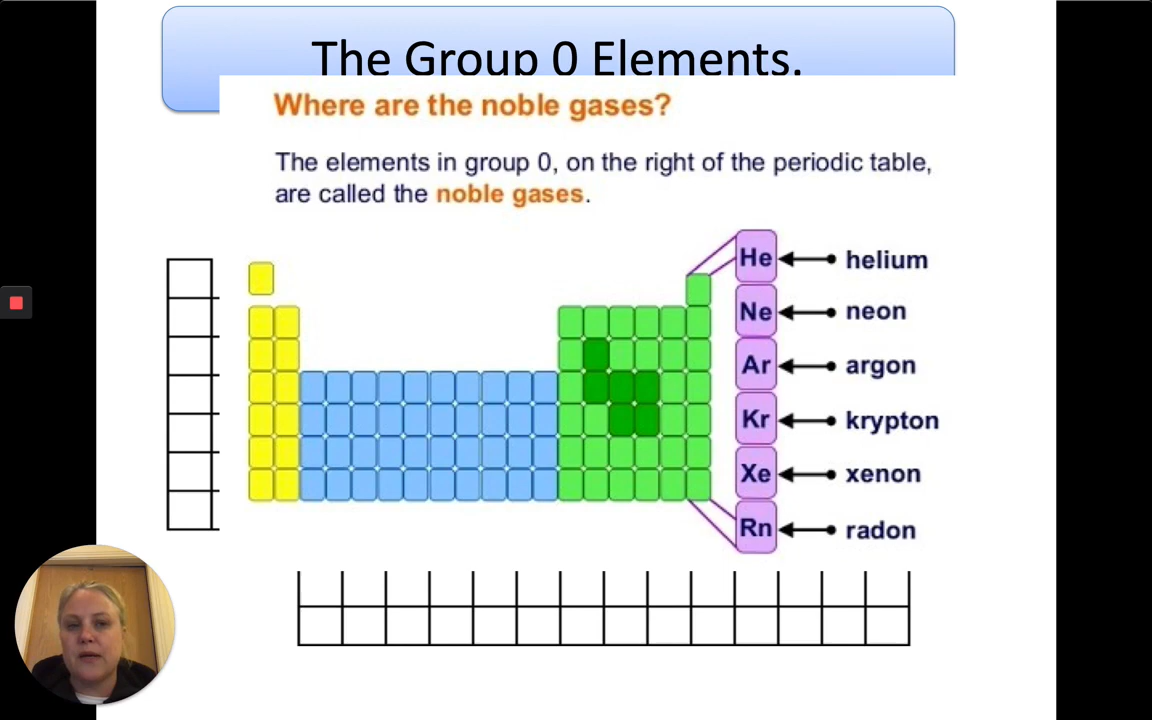 The Group 0 Elements.
Where are the noble gases?
The elements in group 0, on the right of the periodic table,
are called the noble gases.
He helium
Ne neon
Ar argon
Kr krypton
Xe xenon
Rn radon